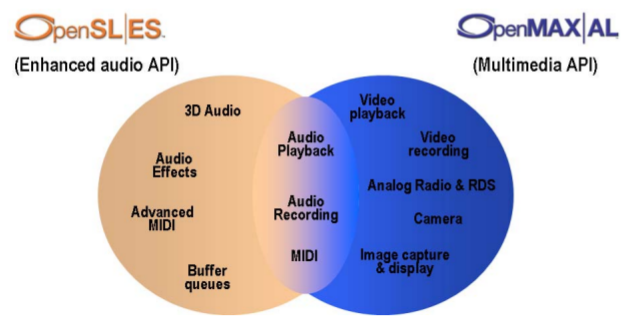 OpenSL|ES.
OpenMAX|AL
(Enhanced audio API)
(Multimedia API)
3D Audio
Audio
Effects
Advanced
MIDI
Buffer
queues
Audio
Playback
Audio
Recording
MIDI
Video
playback
Video
recording
Analog Radio & RDS
Camera
Image capture
& display